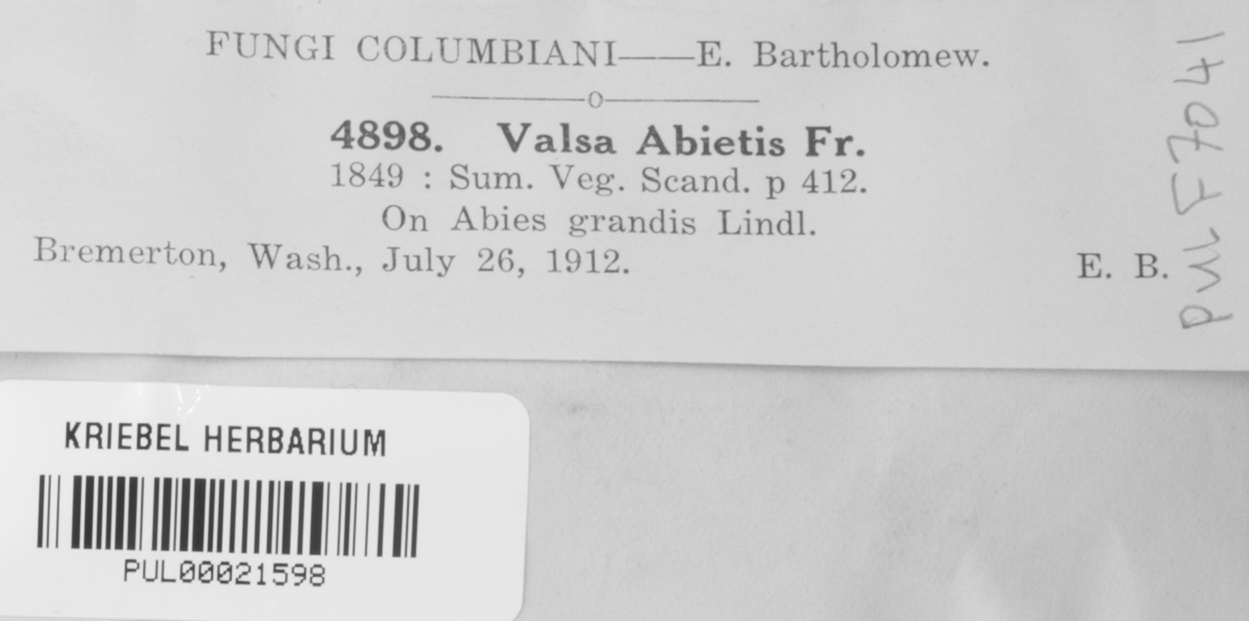 FUNGI COLUMBIANI——E. Bartholomew.
o
4898. Valsa Abietis Fr.
1849 : Sum. Veg. Scand. p 412.
On Abies grandis Lindl.
Bremerton, Wash., July 26, 1912. E. B.
PUL F7041
KRIEBEL HERBARIUM
PUL00021598